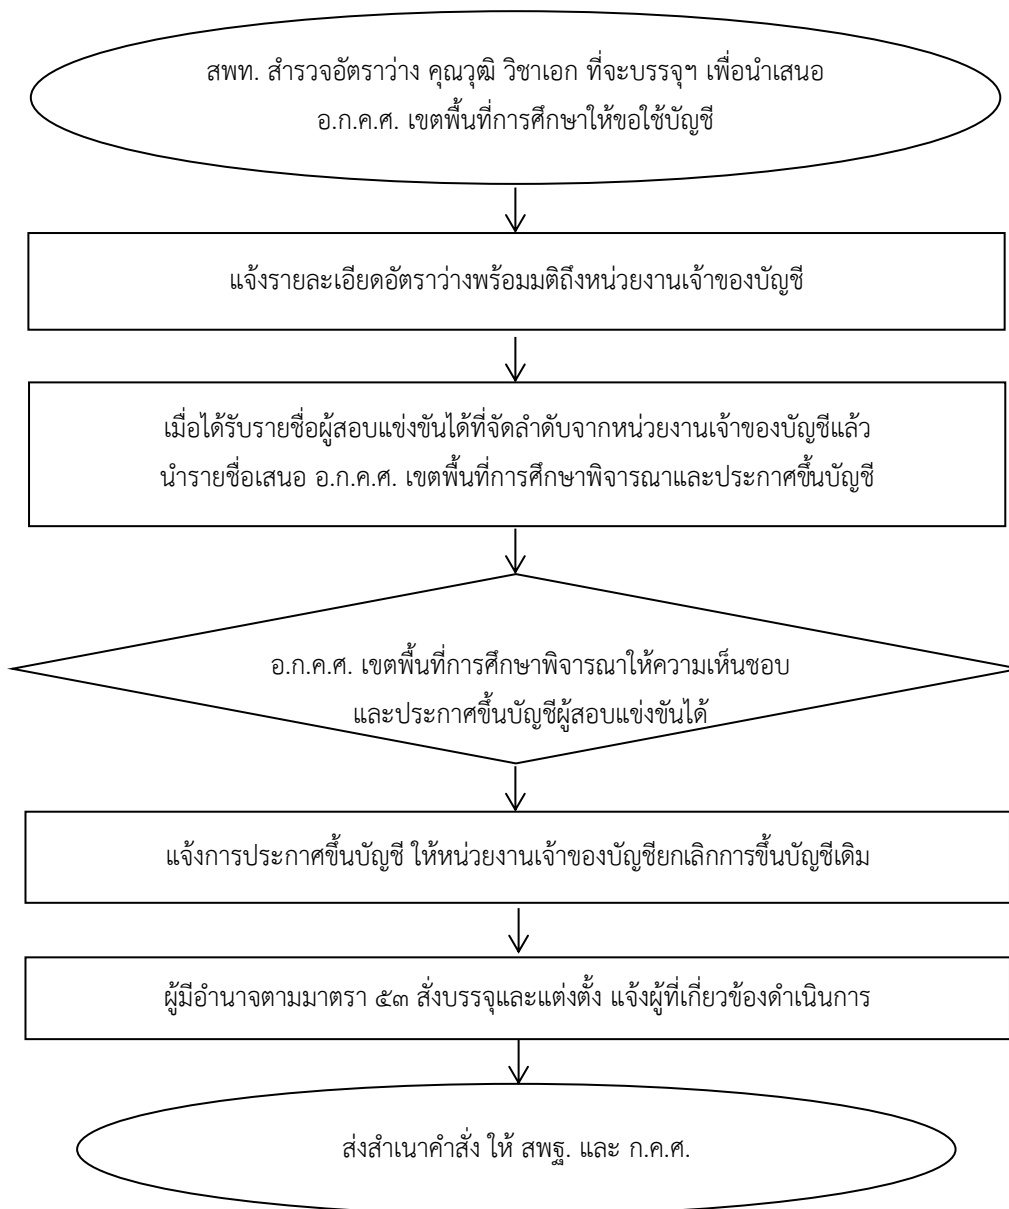 สพท. สำรวจอัตราว่าง คุณวุฒิ วิชาเอก ที่จะบรรจุฯ เพื่อนำเสนอ
อ.ก.ค.ศ. เขตพื้นที่การศึกษาให้ขอใช้บัญชี
แจ้งรายละเอียดอัตราว่างพร้อมมติถึงหน่วยงานเจ้าของบัญชี
เมื่อได้รับรายชื่อผู้สอบแข่งขันได้ที่จัดลำดับจากหน่วยงานเจ้าของบัญชีแล้ว
นำรายชื่อเสนอ อ.ก.ค.ศ. เขตพื้นที่การศึกษาพิจารณาและประกาศขึ้นบัญชี
อ.ก.ค.ศ. เขตพื้นที่การศึกษาพิจารณาให้ความเห็นชอบ
และประกาศขึ้นบัญชีผู้สอบแข่งขันได้
แจ้งการประกาศขึ้นบัญชี ให้หน่วยงานเจ้าของบัญชียกเลิกการขึ้นบัญชีเดิม
ผู้มีอำนาจตามมาตรา ๕๓ สั่งบรรจุและแต่งตั้ง แจ้งผู้ที่เกี่ยวข้องดำเนินการ
ส่งสำเนาคำสั่ง ให้ สพฐ. และ ก.ค.ศ.